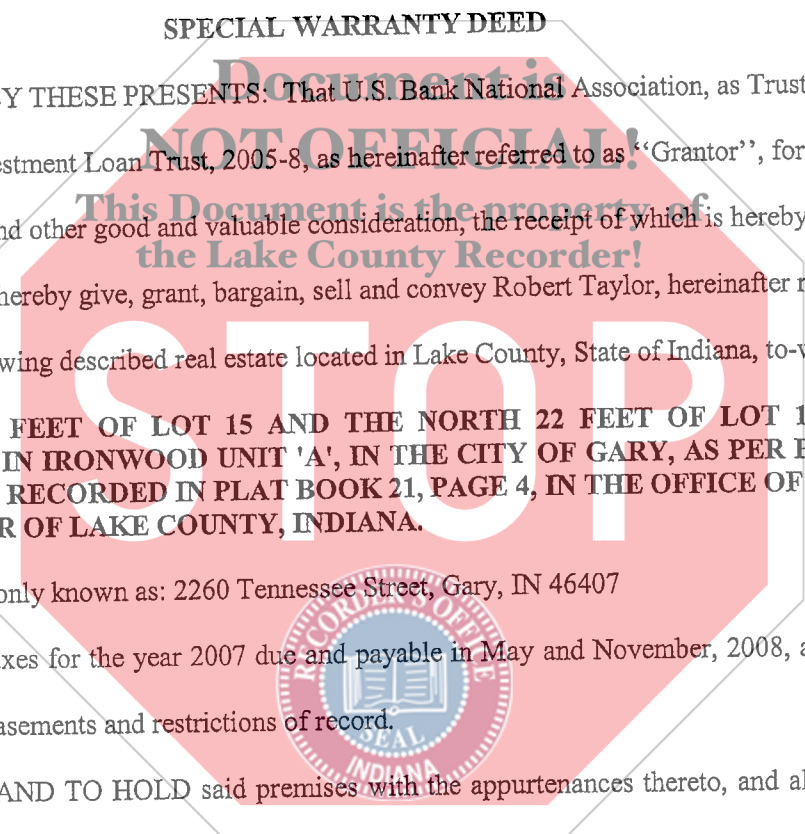 SPECIAL WARRANTY DEED
Document is
Y THESE PRESENTS: That U.S. Bank National Association, as Trust
NOT OFFICIAL!
estment Loan Trust, 2005-8, as hereinafter referred to as "Grantor", for
This Document is the property of
nd other good and valuable consideration, the receipt of which is hereby
the Lake County Recorder!
hereby give, grant, bargain, sell and convey Robert Taylor, hereinafter r
wing described real estate located in Lake County, State of Indiana, to-w
STOP
FEET OF LOT 15 AND THE NORTH 22 FEET OF LOT 1
IN IRONWOOD UNIT 'A', IN THE CITY OF GARY, AS PER
RECORDED IN PLAT BOOK 21, PAGE 4, IN THE OFFICE OF
R OF LAKE COUNTY, INDIANA.
only known as: 2260 Tennessee Street, Gary, IN 46407
RECORDER'S OFFICE
xes for the year 2007 due and payable in May and November, 2008, a
asements and restrictions of record.
SEAL
INDIANA
AND TO HOLD said premises with the appurtenances thereto, and al